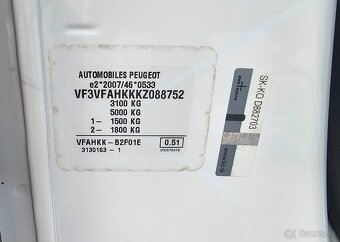 AUTOMOBILES PEUGEOT
e2*2007/46*0533
VF3VFAHKKKZ088752
3100 KG
5000 KG
1- 1500 KG
2- 1800 KG
VFAHKK-B2F01E 0.51
3130163 - 1
SK-KO D882703